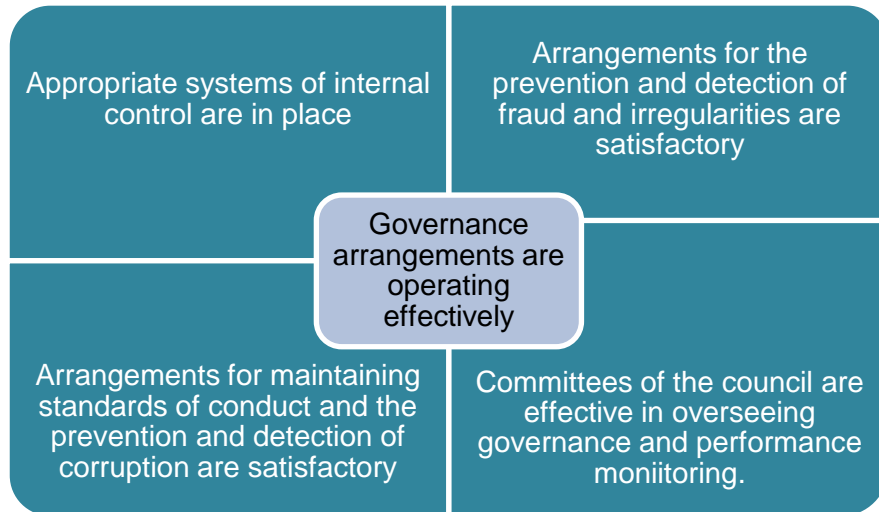 Appropriate systems of internal
control are in place
Arrangements for the
prevention and detection of
fraud and irregularities are
satisfactory
Governance
arrangements are
operating
effectively
Arrangements for maintaining
standards of conduct and the
prevention and detection of
corruption are satisfactory
Committees of the council are
effective in overseeing
governance and performance
moniitoring.